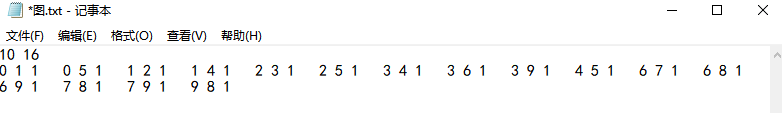 *图.txt - 记事本
文件(F) 编辑(E) 格式(O) 查看(V) 帮助(H)
10 16
0 1 1 0 5 1 1 2 1 1 4 1 2 3 1 2 5 1 3 4 1 3 6 1 3 9 1 4 5 1 6 7 1 6 8 1
6 9 1 7 8 1 7 9 1 9 8 1